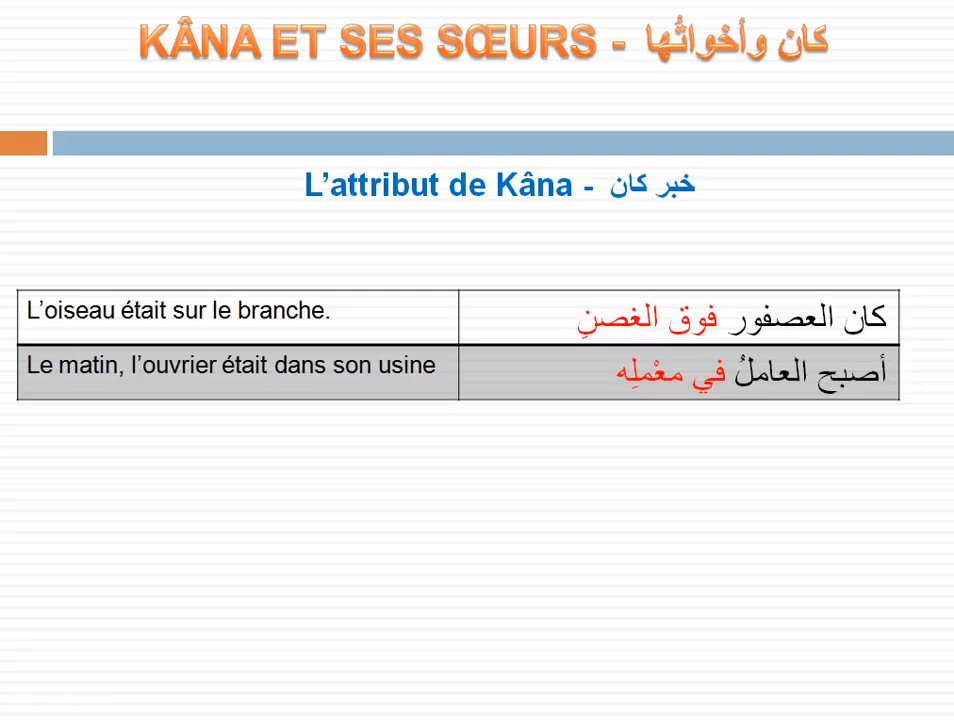 KÂNA ET SES SŒURS - كان وأخواتُها
L’attribut de Kâna - خبر كان
L’oiseau était sur le branche.
كان العصفور فوق الغصنِ
Le matin, l’ouvrier était dans son usine
أصبح العاملُ في معْملِه